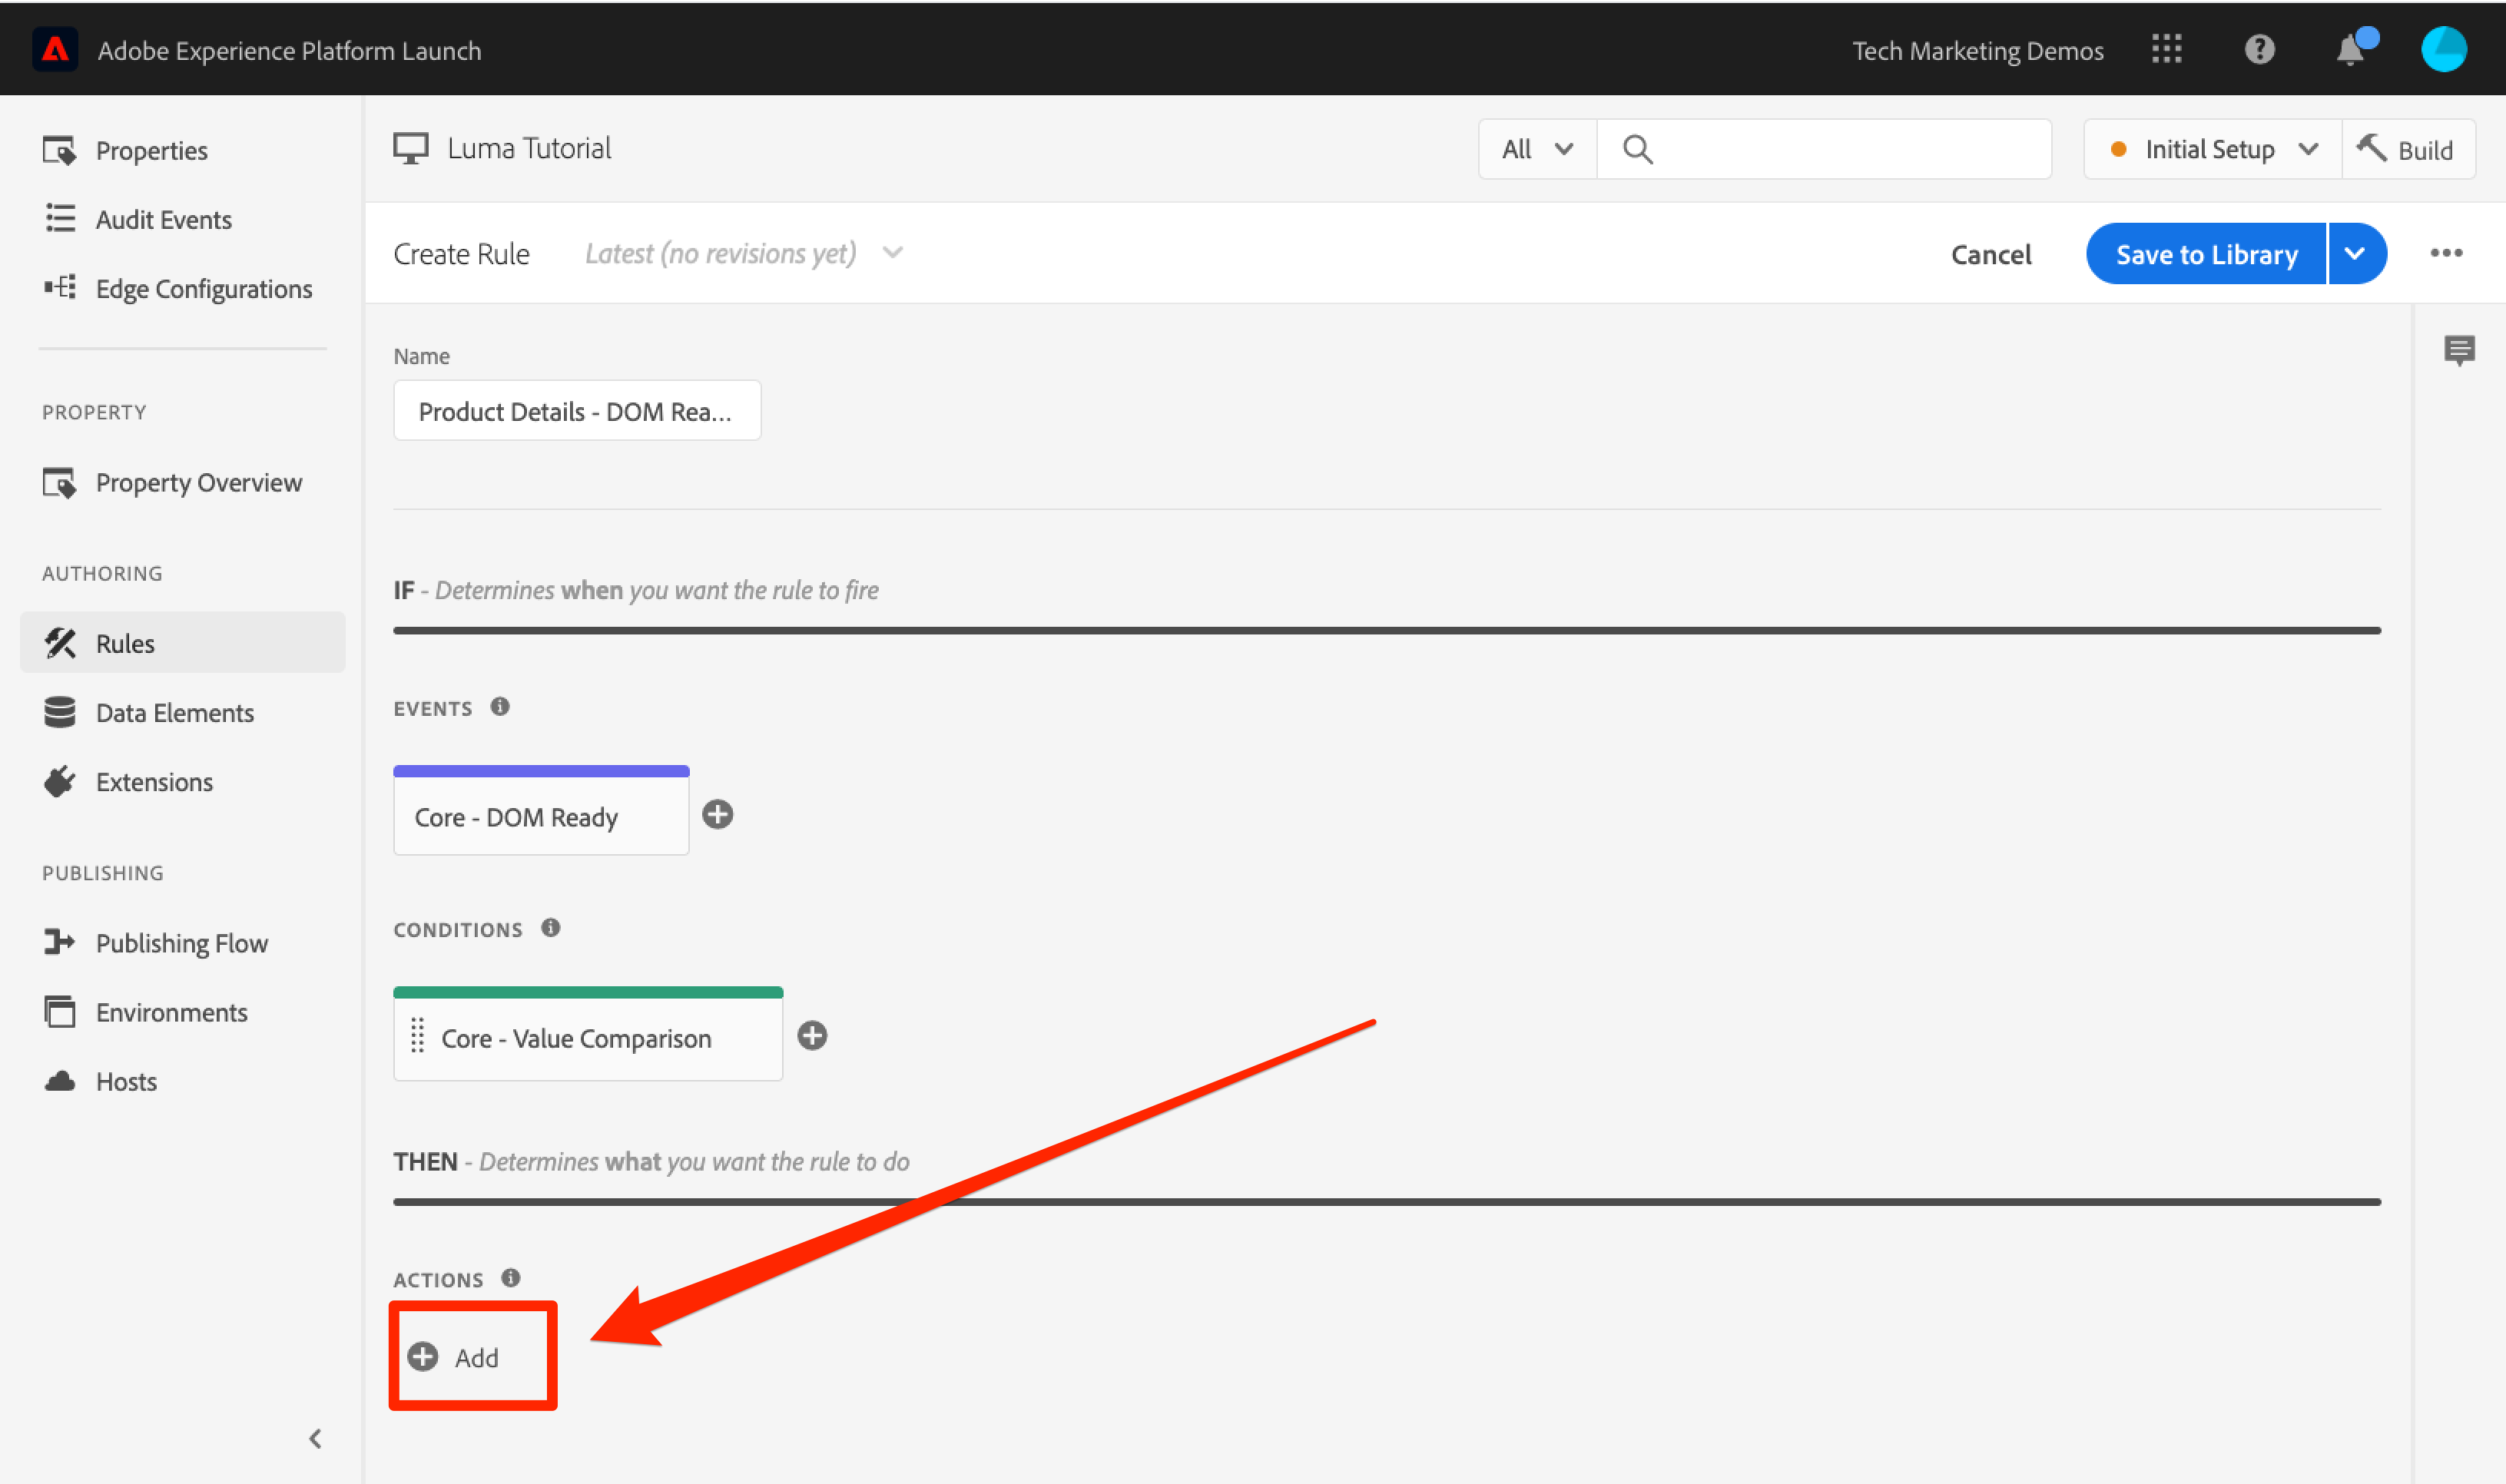 Adobe Experience Platform Launch
Tech Marketing Demos
Properties
Audit Events
Edge Configurations
PROPERTY
Property Overview
AUTHORING
Rules
Data Elements
Extensions
PUBLISHING
Publishing Flow
Environments
Hosts
Luma Tutorial
All
Initial Setup
Build
Create Rule
Latest (no revisions yet)
Cancel
Save to Library
Name
Product Details - DOM Rea...
IF - Determines when you want the rule to fire
EVENTS
Core - DOM Ready
CONDITIONS
Core - Value Comparison
THEN - Determines what you want the rule to do
ACTIONS
Add